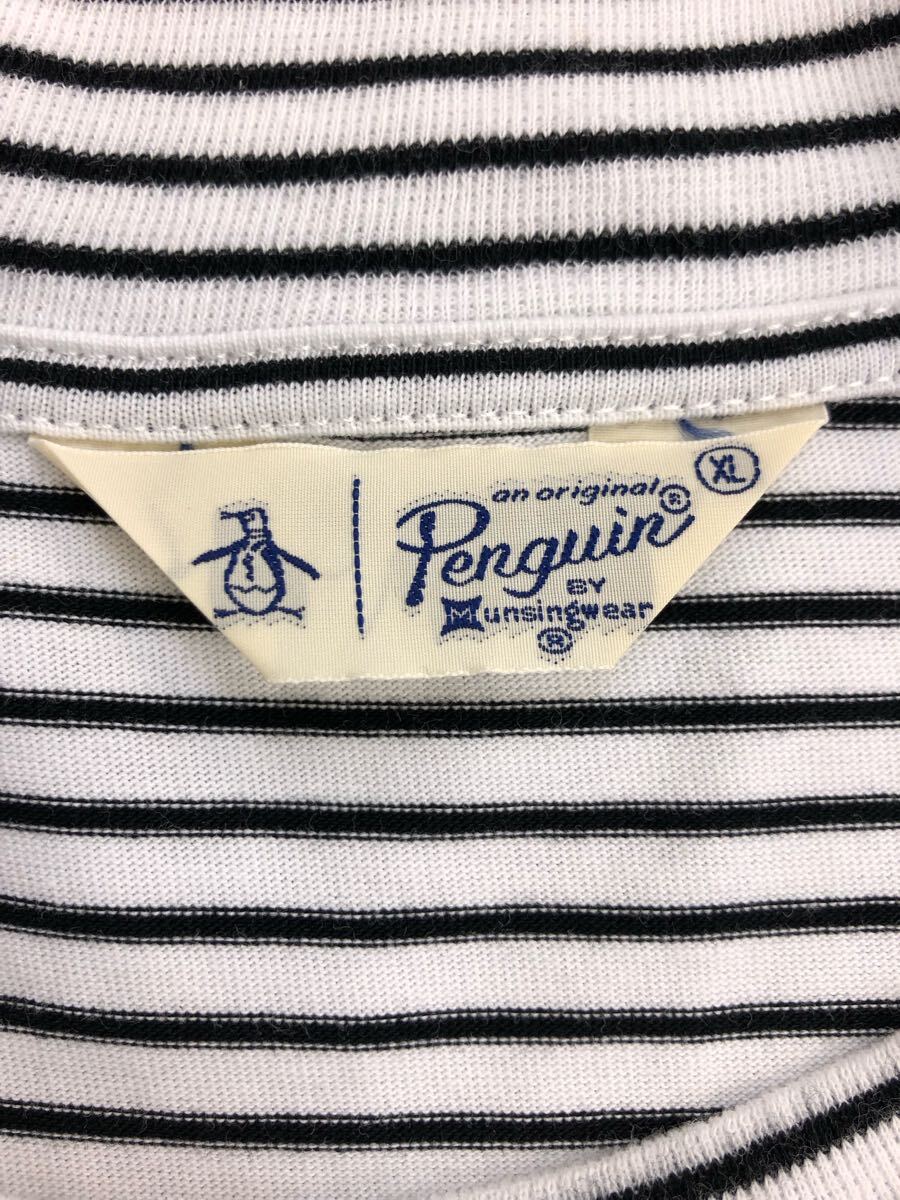 an original®
XL
Penguin
BY
Munsingwear
®